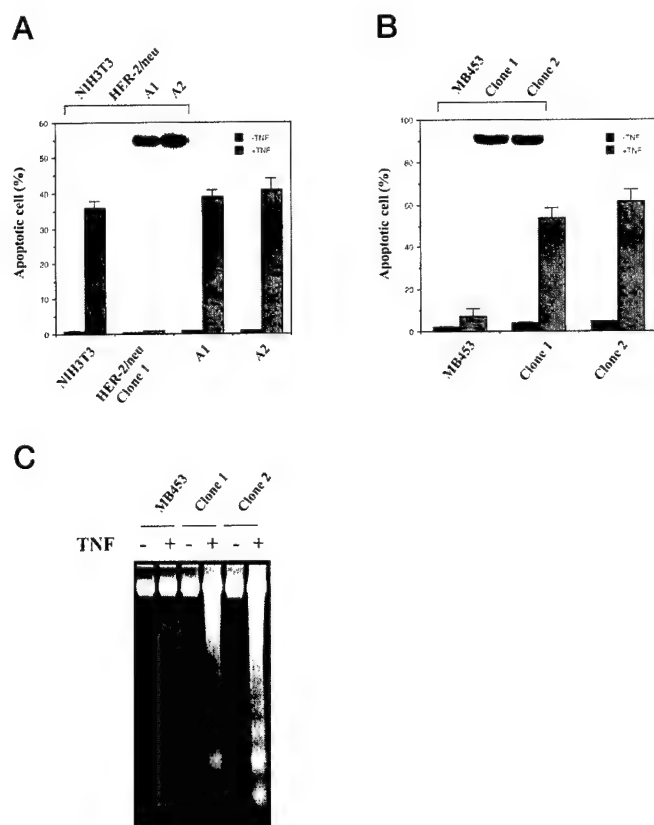 A
NIH3T3
HER-2/neu
A1
A2
60
50
40
30
20
10
0
Apoptotic cell (%)
-TNF
+TNF
NIH3T3
HER-2/neu
Clone 1
A1
A2
B
MB453
Clone 1
Clone 2
100
80
60
40
20
0
Apoptotic cell (%)
-TNF
+TNF
MB453
Clone 1
Clone 2
C
MB453
Clone 1
Clone 2
TNF - + - + - +